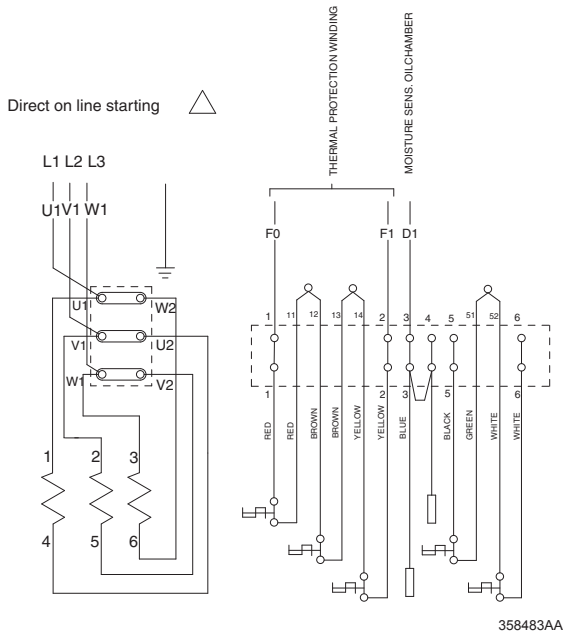 THERMAL PROTECTION WINDING
MOISTURE SENS. OILCHAMBER
Direct on line starting
L1 L2 L3
U1 V1 W1
F0 F1 D1
U1 W2
V1 U2
W1 V2
1 11 12 13 14 2 3 4 5 51 52 6
1 2 3 5 6
RED RED BROWN BROWN YELLOW YELLOW BLUE BLACK GREEN WHITE WHITE
1 2 3
4 5 6
358483AA